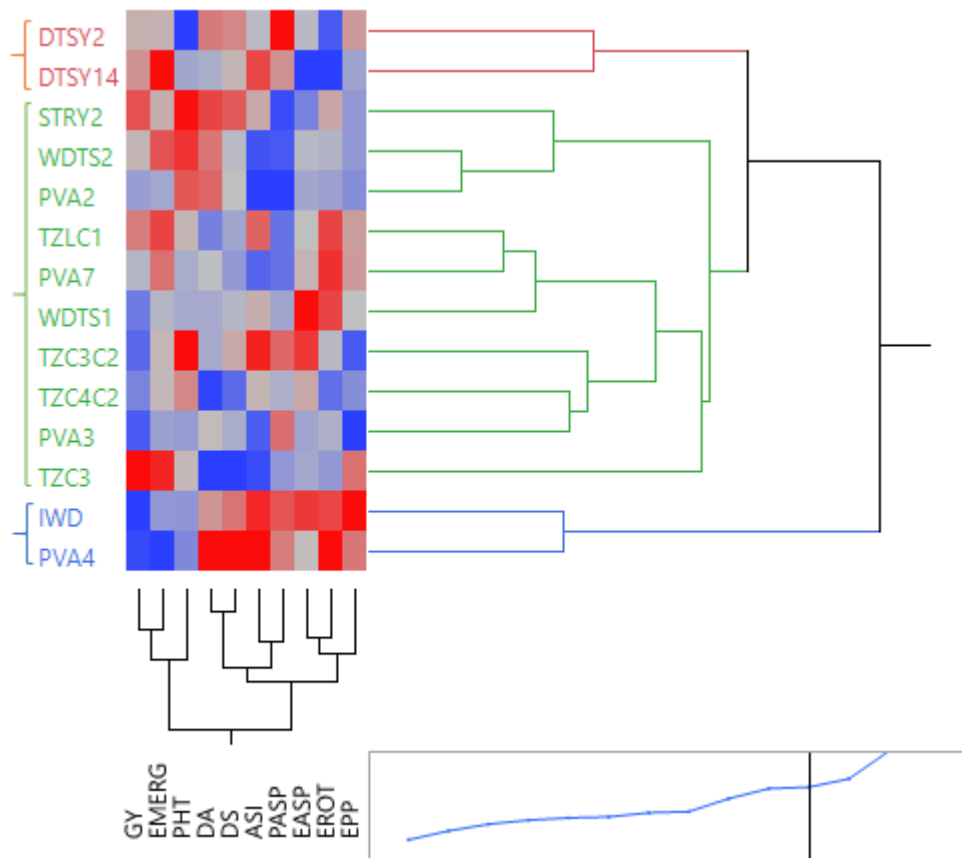 DTSY2
DTSY14
STRY2
WDTS2
PVA2
TZLC1
PVA7
WDTS1
TZC3C2
TZC4C2
PVA3
TZC3
IWD
PVA4
GY
EMERG
PHT
DA
DS
ASI
PASP
EASP
EROT
EPP